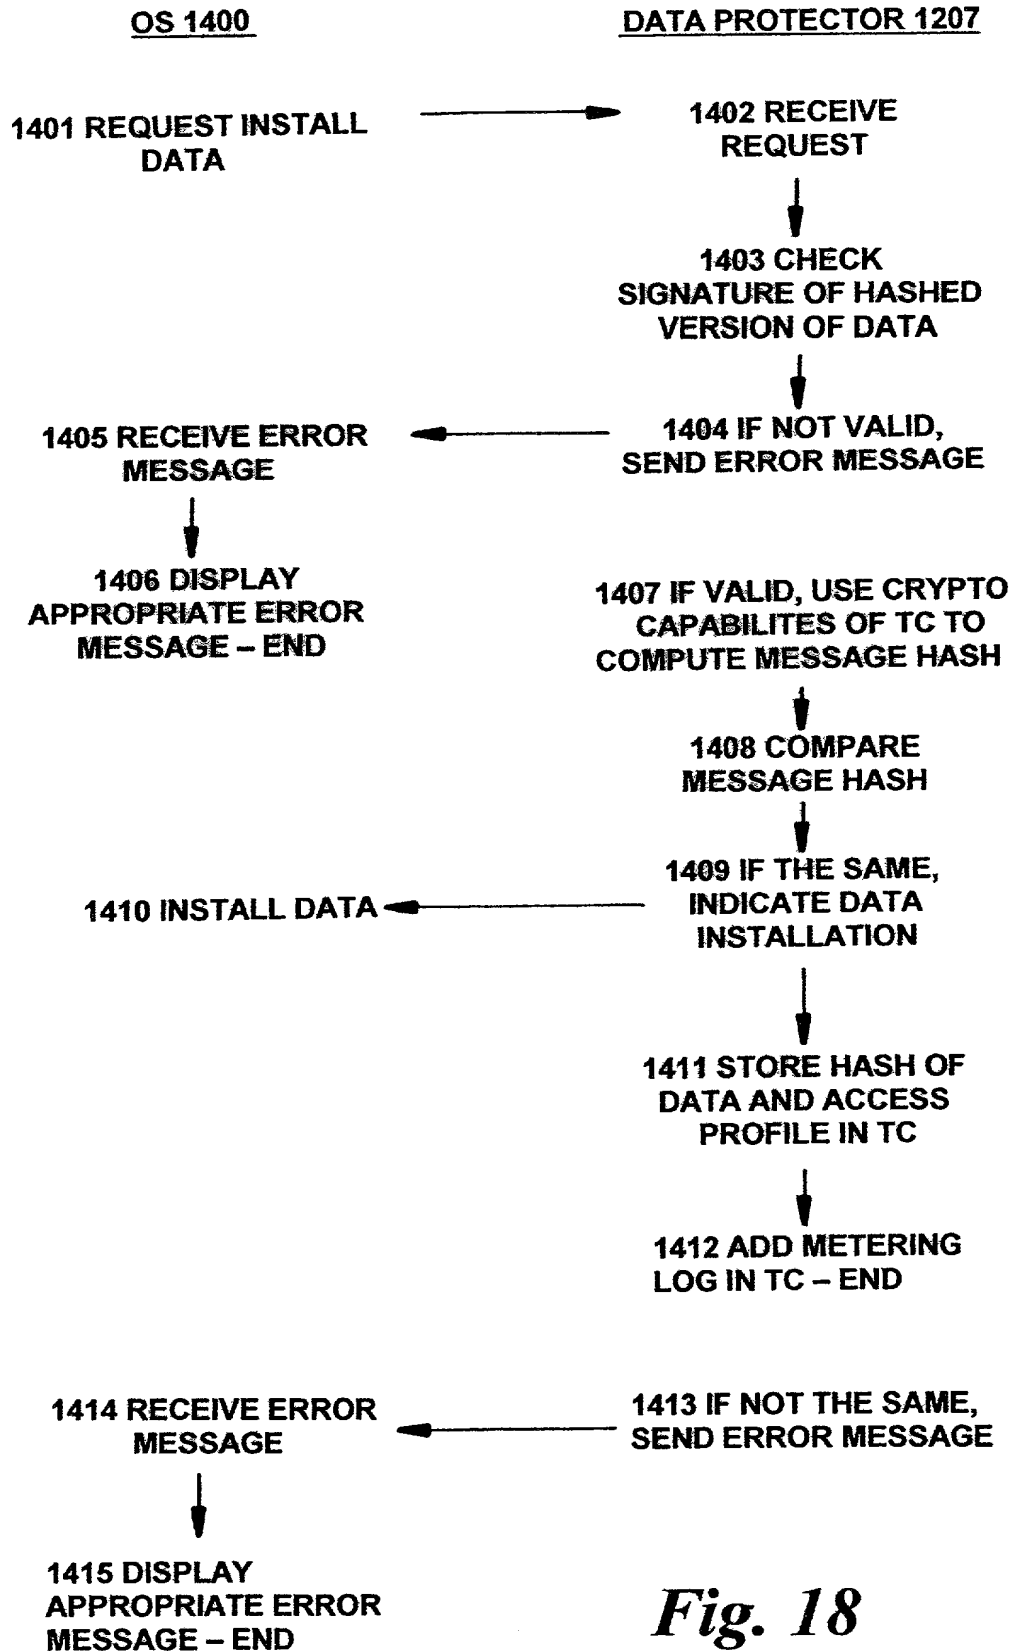 OS 1400
DATA PROTECTOR 1207
1401 REQUEST INSTALL
DATA
1402 RECEIVE
REQUEST
1403 CHECK
SIGNATURE OF HASHED
VERSION OF DATA
1404 IF NOT VALID,
SEND ERROR MESSAGE
1405 RECEIVE ERROR
MESSAGE
1406 DISPLAY
APPROPRIATE ERROR
MESSAGE – END
1407 IF VALID, USE CRYPTO
CAPABILITES OF TC TO
COMPUTE MESSAGE HASH
1408 COMPARE
MESSAGE HASH
1409 IF THE SAME,
INDICATE DATA
INSTALLATION
1410 INSTALL DATA
1411 STORE HASH OF
DATA AND ACCESS
PROFILE IN TC
1412 ADD METERING
LOG IN TC – END
1413 IF NOT THE SAME,
SEND ERROR MESSAGE
1414 RECEIVE ERROR
MESSAGE
1415 DISPLAY
APPROPRIATE ERROR
MESSAGE – END
Fig. 18